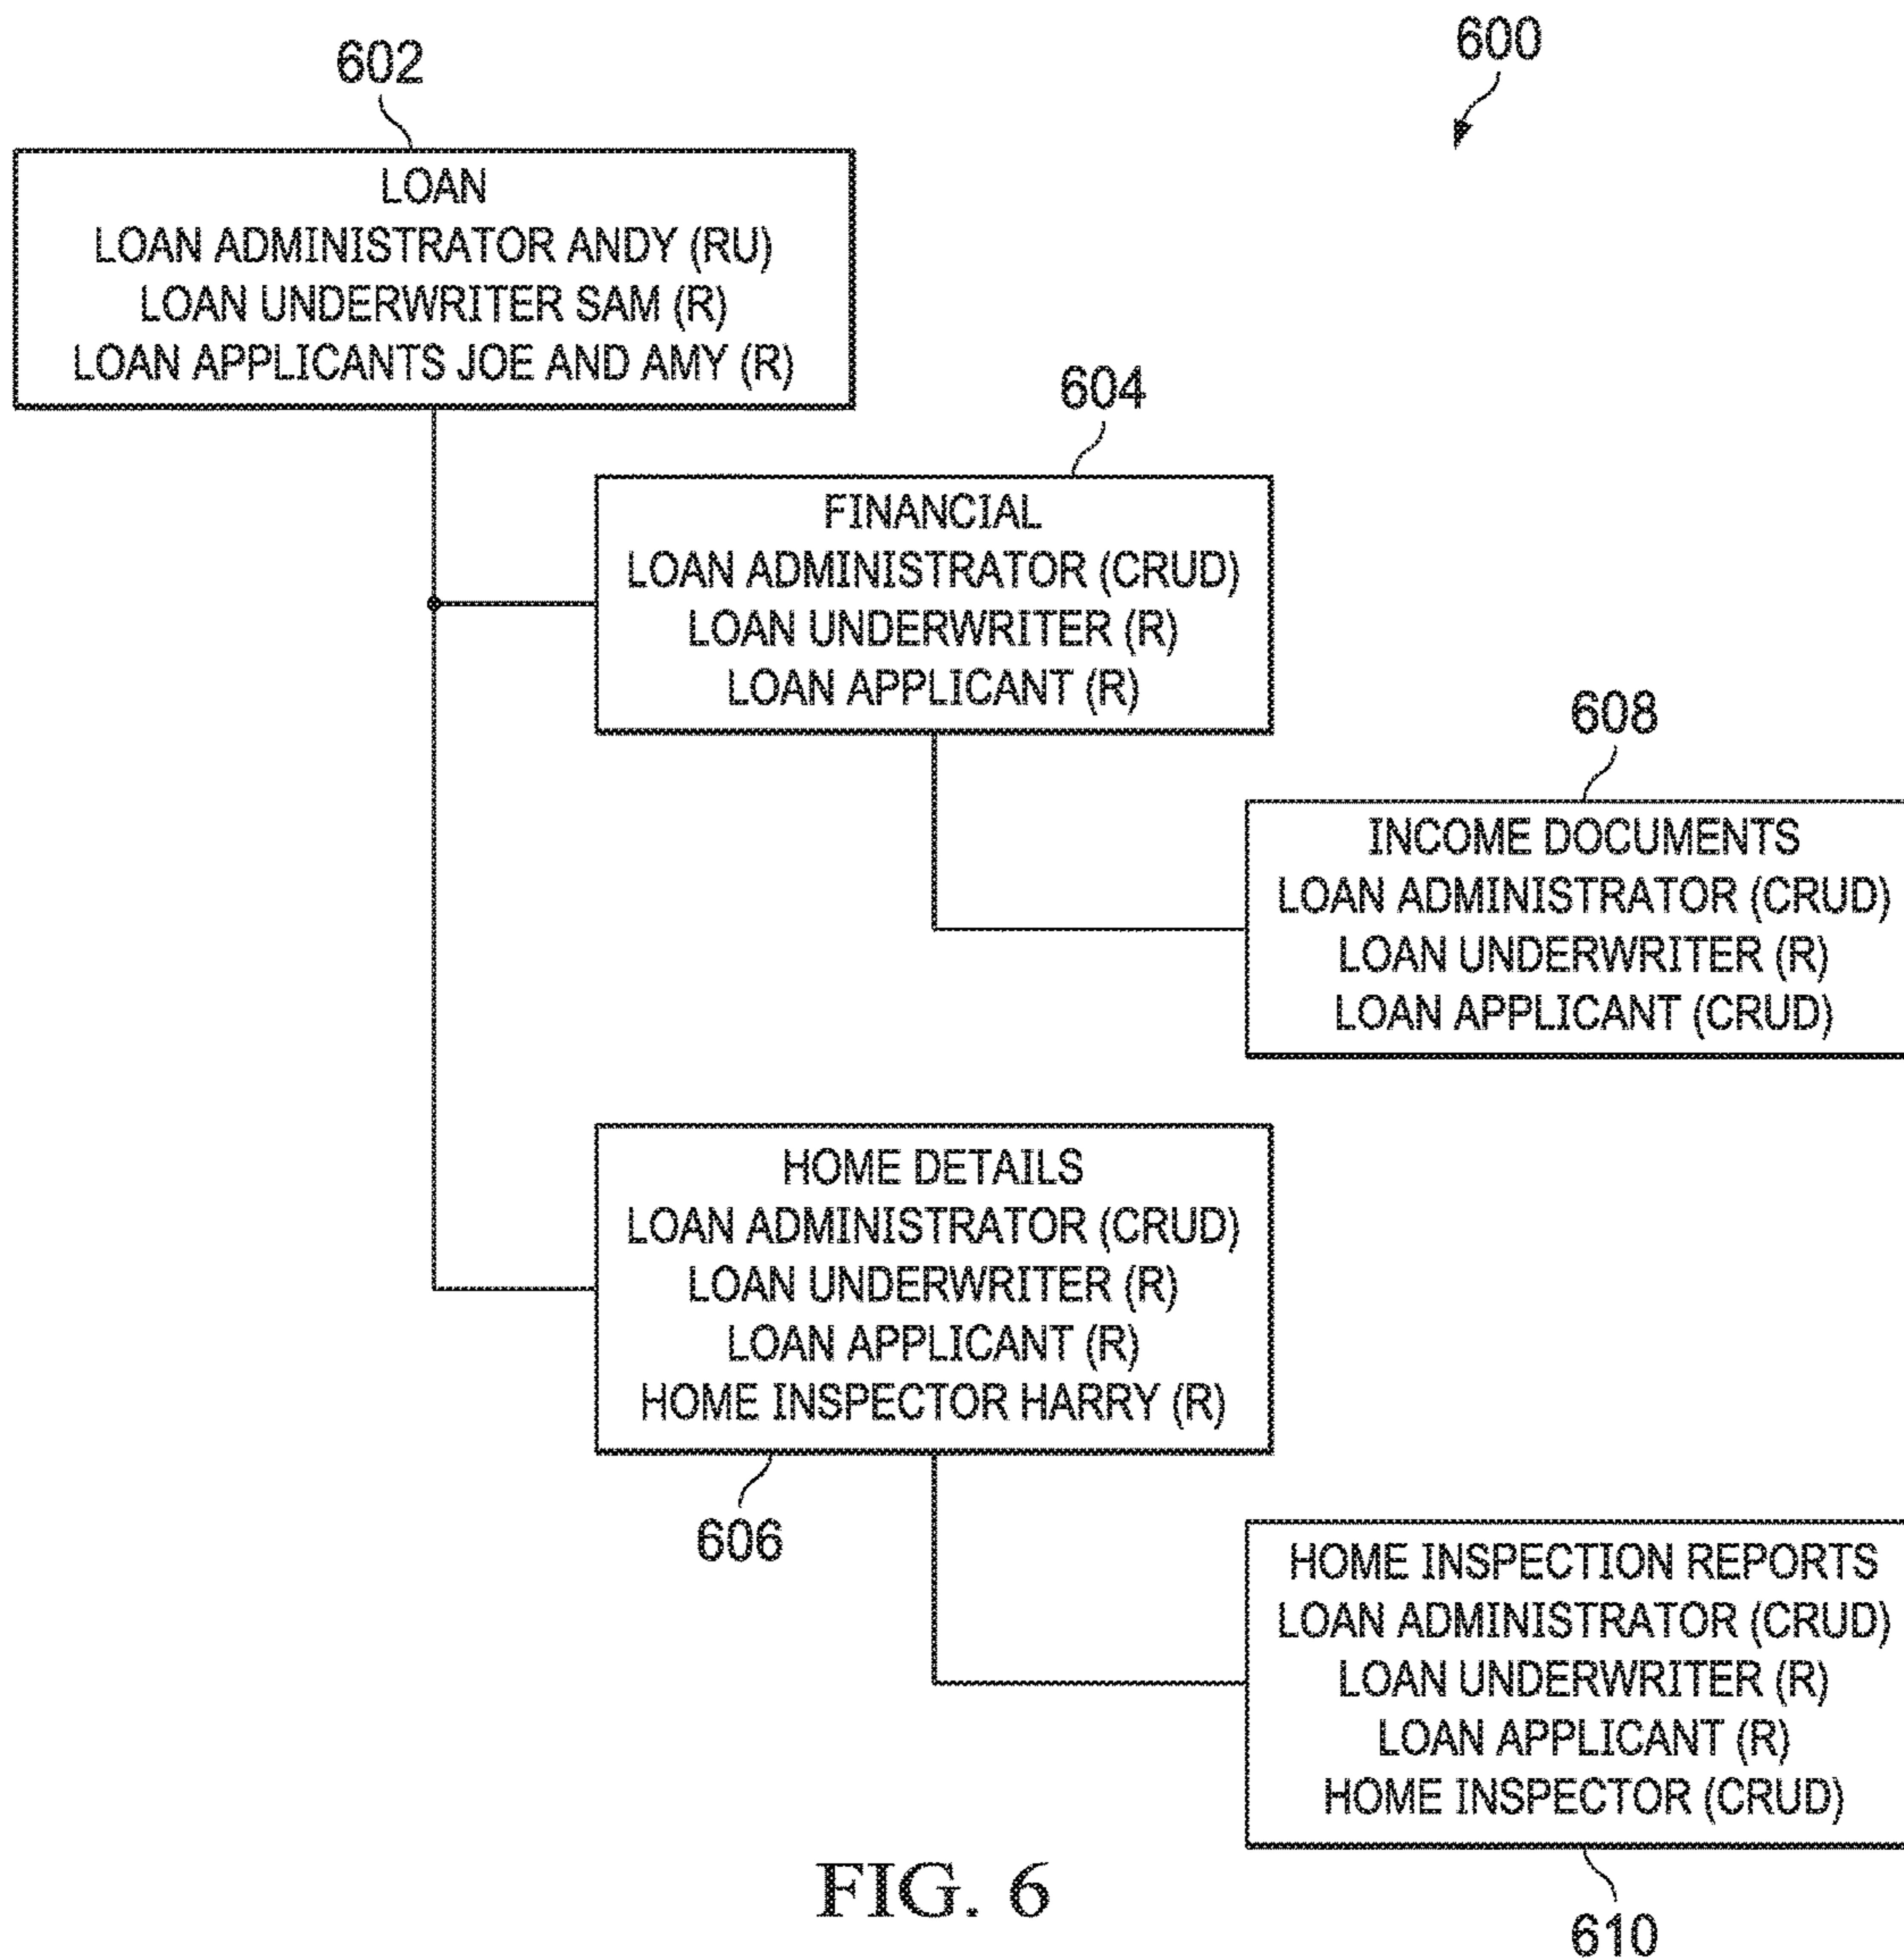 600
602
LOAN
LOAN ADMINISTRATOR ANDY (RU)
LOAN UNDERWRITER SAM (R)
LOAN APPLICANTS JOE AND AMY (R)
604
FINANCIAL
LOAN ADMINISTRATOR (CRUD)
LOAN UNDERWRITER (R)
LOAN APPLICANT (R)
608
INCOME DOCUMENTS
LOAN ADMINISTRATOR (CRUD)
LOAN UNDERWRITER (R)
LOAN APPLICANT (CRUD)
HOME DETAILS
LOAN ADMINISTRATOR (CRUD)
LOAN UNDERWRITER (R)
LOAN APPLICANT (R)
HOME INSPECTOR HARRY (R)
606
HOME INSPECTION REPORTS
LOAN ADMINISTRATOR (CRUD)
LOAN UNDERWRITER (R)
LOAN APPLICANT (R)
HOME INSPECTOR (CRUD)
610
FIG. 6